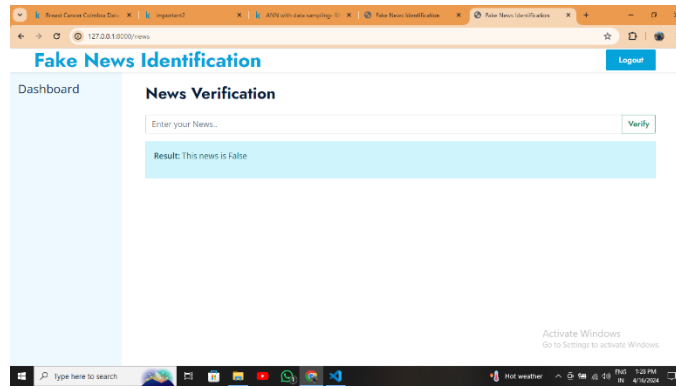 Breast Cancer Coimbra Data
important2
ANN with data sampling- 
Fake News Identification
Fake News Identification
127.0.0.1:8000/news
Fake News Identification
Logout
Dashboard
News Verification
Enter your News..
Verify
Result: This news is False
Activate Windows
Go to Settings to activate Windows.
Type here to search
Hot weather
ENG
IN
1:28 PM
4/16/2024